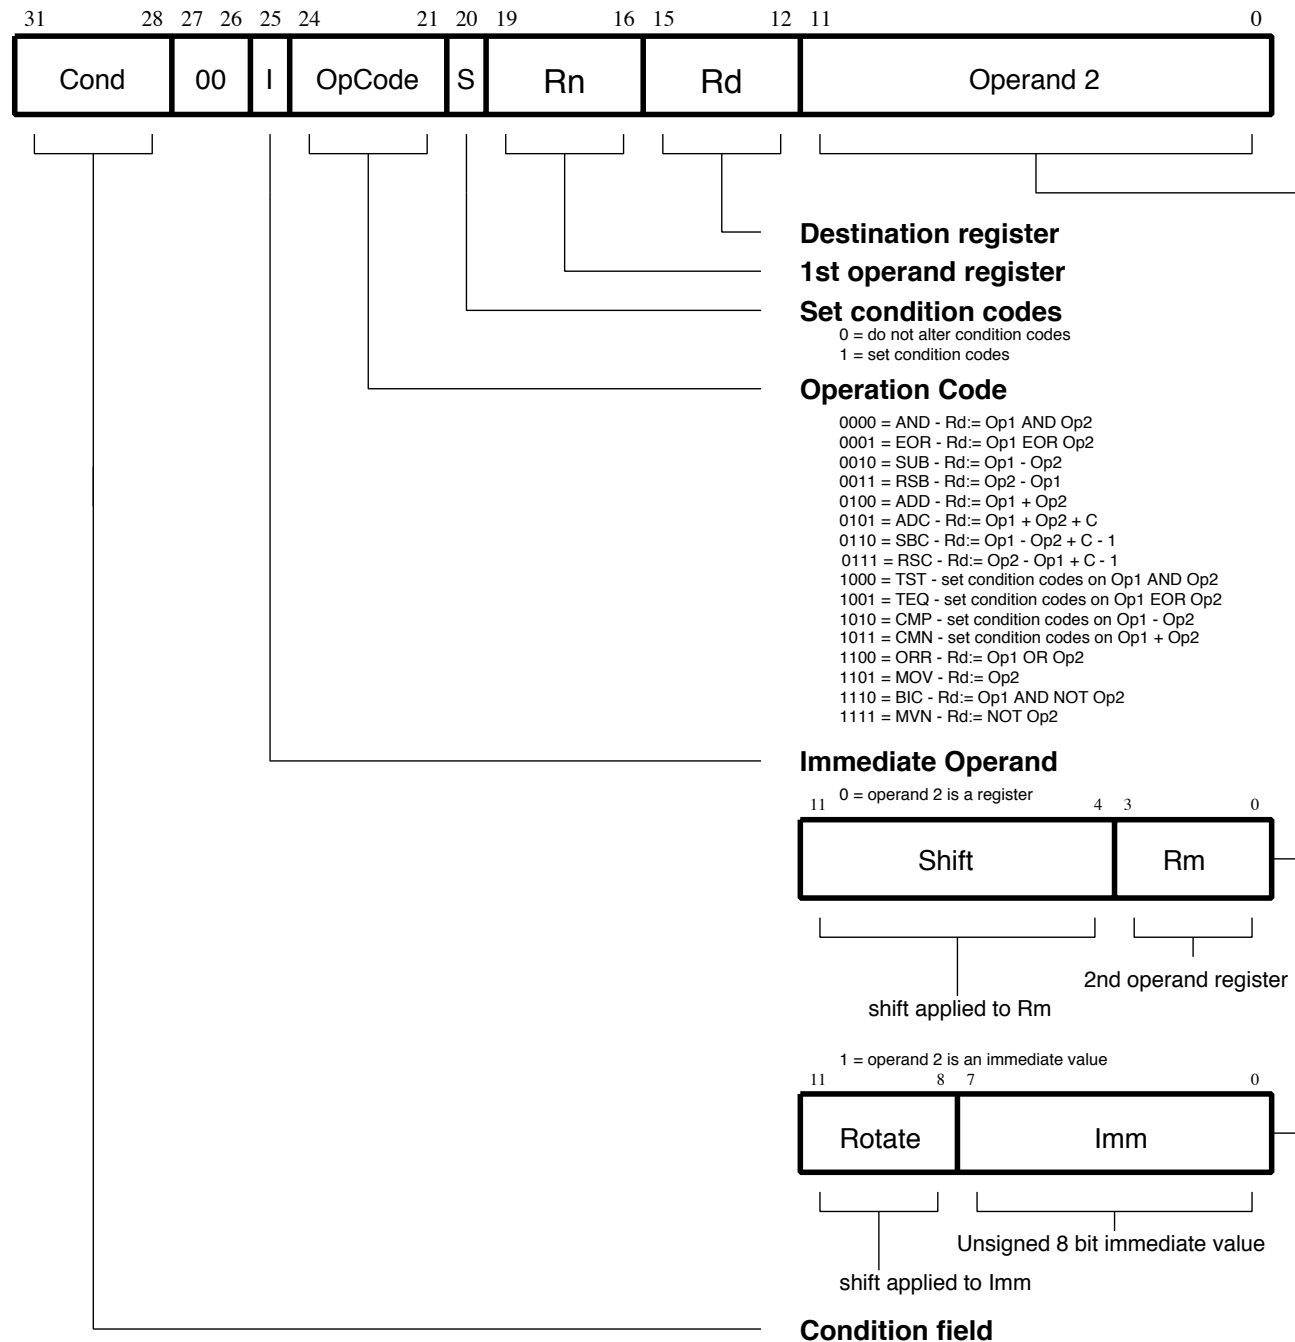 31 28 27 26 25 24 21 20 19 16 15 12 11 0
Cond 00 I OpCode S Rn Rd Operand 2
Destination register
1st operand register
Set condition codes
0 = do not alter condition codes
1 = set condition codes
Operation Code
0000 = AND - Rd:= Op1 AND Op2
0001 = EOR - Rd:= Op1 EOR Op2
0010 = SUB - Rd:= Op1 - Op2
0011 = RSB - Rd:= Op2 - Op1
0100 = ADD - Rd:= Op1 + Op2
0101 = ADC - Rd:= Op1 + Op2 + C
0110 = SBC - Rd:= Op1 - Op2 + C - 1
0111 = RSC - Rd:= Op2 - Op1 + C - 1
1000 = TST - set condition codes on Op1 AND Op2
1001 = TEQ - set condition codes on Op1 EOR Op2
1010 = CMP - set condition codes on Op1 - Op2
1011 = CMN - set condition codes on Op1 + Op2
1100 = ORR - Rd:= Op1 OR Op2
1101 = MOV - Rd:= Op2
1110 = BIC - Rd:= Op1 AND NOT Op2
1111 = MVN - Rd:= NOT Op2
Immediate Operand
0 = operand 2 is a register
11 4 3 0
Shift Rm
2nd operand register
shift applied to Rm
1 = operand 2 is an immediate value
11 8 7 0
Rotate Imm
Unsigned 8 bit immediate value
shift applied to Imm
Condition field